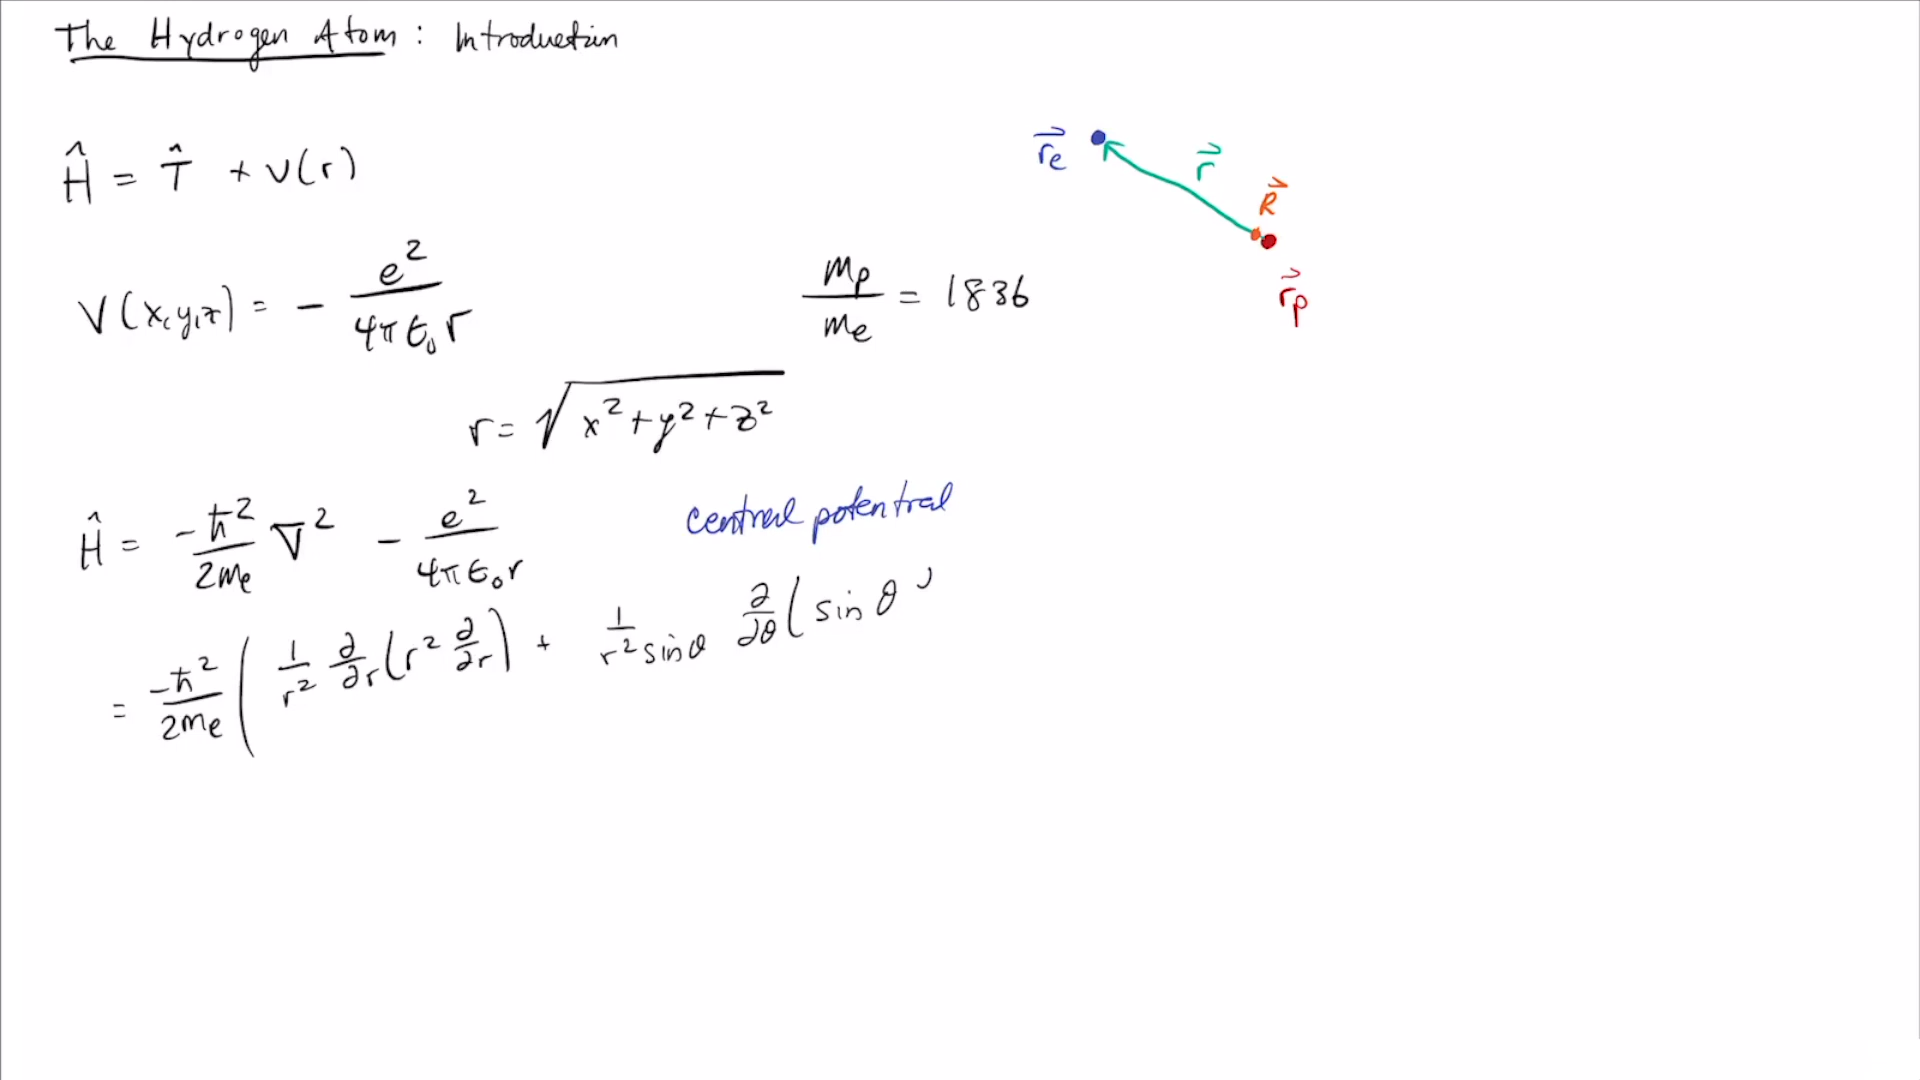 The Hydrogen Atom : Introduction
Ĥ = T̂ + V(r)
V(x,y,z) = - e² / 4πε₀r
r = √(x² + y² + z²)
Ĥ = -ħ²/2mₑ ∇² - e²/4πε₀r
= -ħ²/2mₑ ( 1/r² ∂/∂r (r² ∂/∂r) + 1/r² sinθ ∂/∂θ ( sin θ
mₚ/mₑ = 1836
central potential
r⃗ₑ
r⃗
R⃗
r⃗ₚ